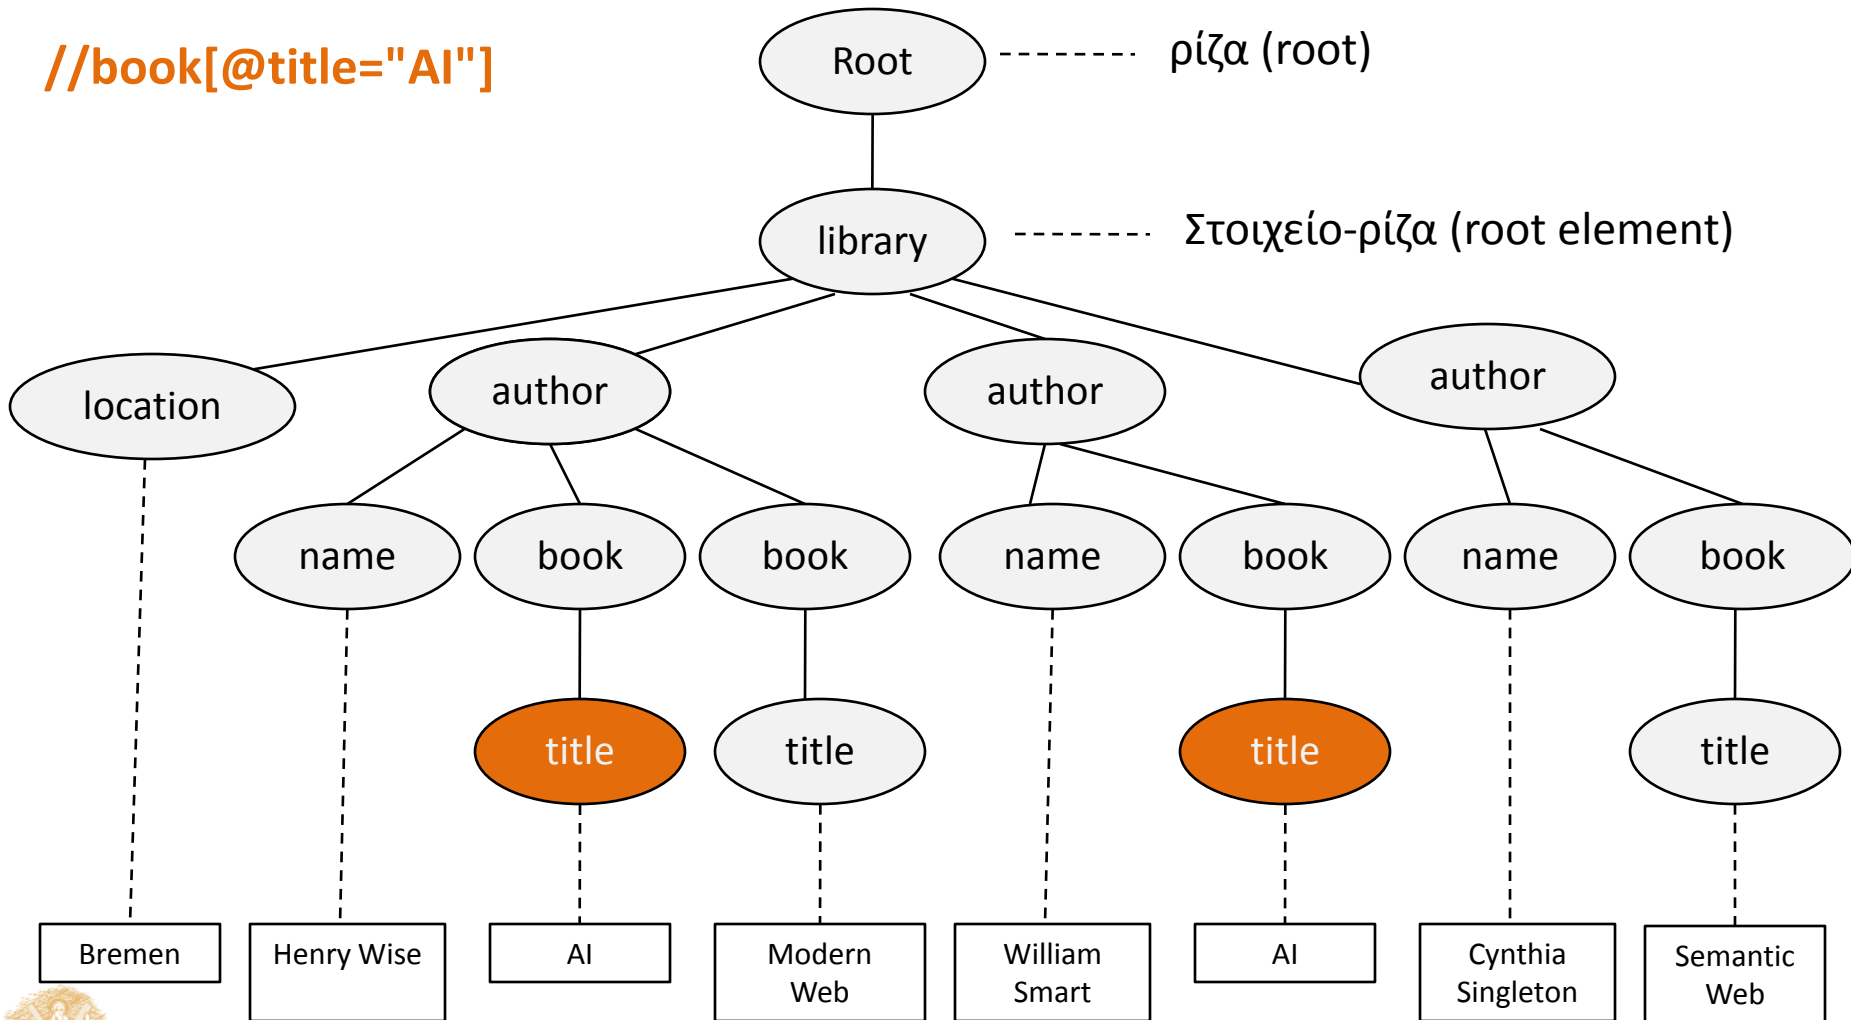 //book[@title="AI"]
Root
ρίζα (root)
library
Στοιχείο-ρίζα (root element)
location
author
author
author
name
book
book
name
book
name
book
title
title
title
title
Bremen
Henry Wise
AI
Modern
Web
William
Smart
AI
Cynthia
Singleton
Semantic
Web